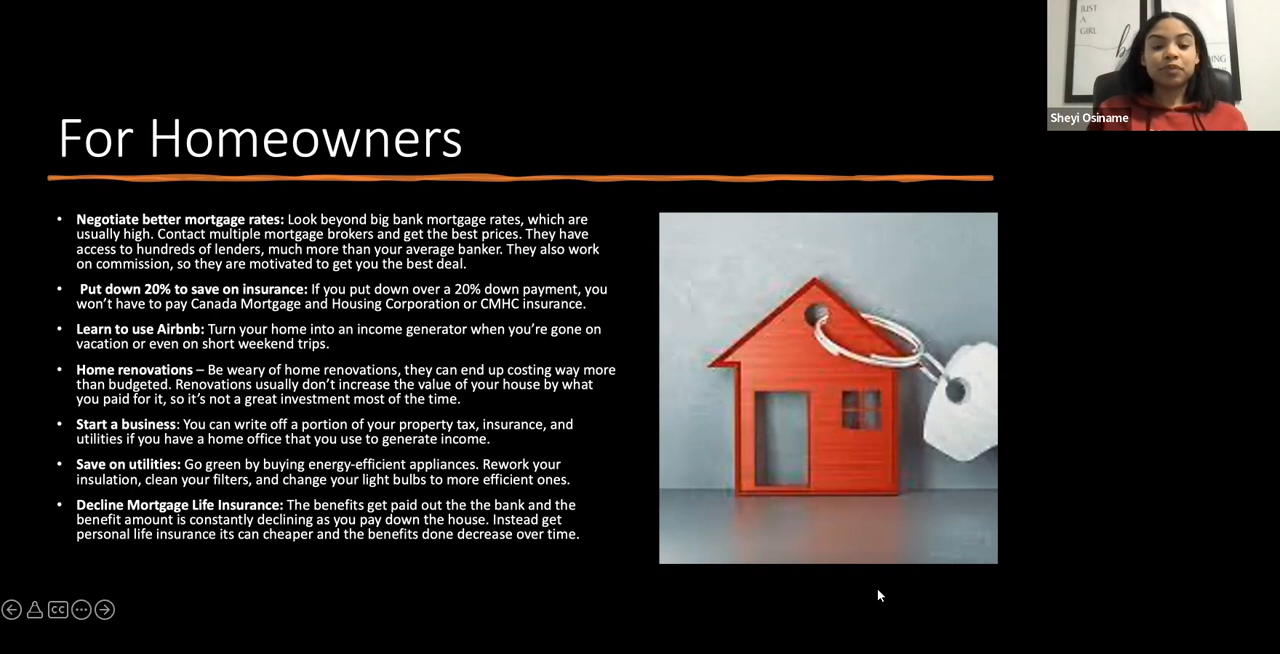 For Homeowners
• Negotiate better mortgage rates: Look beyond big bank mortgage rates, which are
usually high. Contact multiple mortgage brokers and get the best prices. They have
access to hundreds of lenders, much more than your average banker. They also work
on commission, so they are motivated to get you the best deal.
• Put down 20% to save on insurance: If you put down over a 20% down payment, you
won't have to pay Canada Mortgage and Housing Corporation or CMHC insurance.
• Learn to use Airbnb: Turn your home into an income generator when you're gone on
vacation or even on short weekend trips.
• Home renovations – Be weary of home renovations, they can end up costing way more
than budgeted. Renovations usually don't increase the value of your house by what
you paid for it, so it's not a great investment most of the time.
• Start a business: You can write off a portion of your property tax, insurance, and
utilities if you have a home office that you use to generate income.
• Save on utilities: Go green by buying energy-efficient appliances. Rework your
insulation, clean your filters, and change your light bulbs to more efficient ones.
• Decline Mortgage Life Insurance: The benefits get paid out the the bank and the
benefit amount is constantly declining as you pay down the house. Instead get
personal life insurance its can cheaper and the benefits done decrease over time.
JUST
A
GIRL
Sheyi Osiname
CC